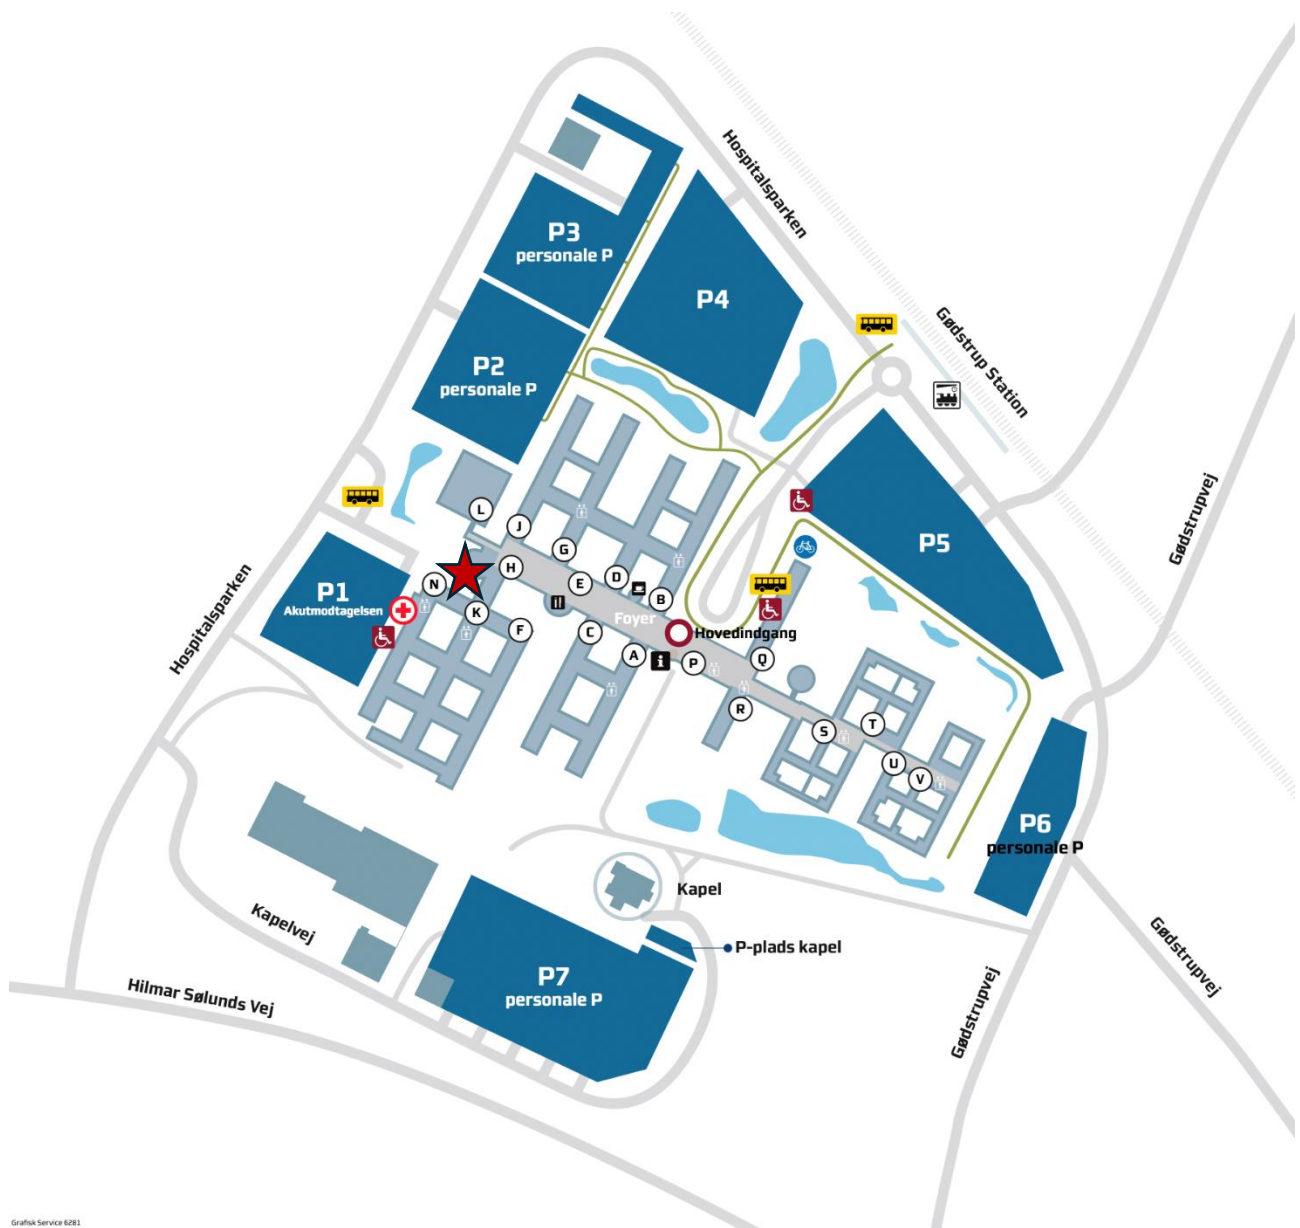 Hospitalsparken
P3
personale P
P4
P2
personale P
Gødstrup Station
Gødstrupvej
P5
L
J
G
H
E
D
B
N
K
F
C
A
P1
Akutmodtagelsen
Foyer
Hovedindgang
i
P
Q
R
S
T
U
V
Hospitalsparken
P6
personale P
Kapel
Kapelvej
P-plads kapel
P7
personale P
Hilmar Sølunds Vej
Gødstrupvej
Gødstrupvej
Grafisk Service 6281